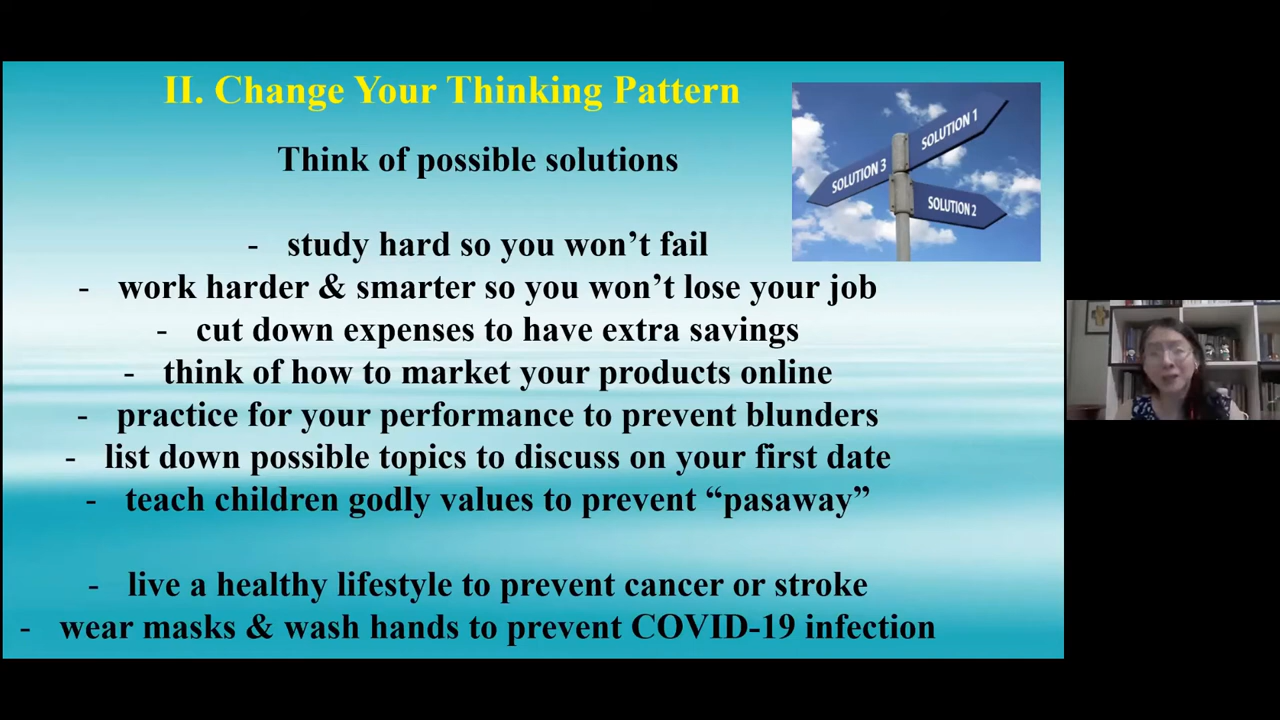 II. Change Your Thinking Pattern
Think of possible solutions
SOLUTION 1
SOLUTION 3
SOLUTION 2
- study hard so you won’t fail
- work harder & smarter so you won’t lose your job
- cut down expenses to have extra savings
- think of how to market your products online
- practice for your performance to prevent blunders
- list down possible topics to discuss on your first date
- teach children godly values to prevent “pasaway”
- live a healthy lifestyle to prevent cancer or stroke
- wear masks & wash hands to prevent COVID-19 infection